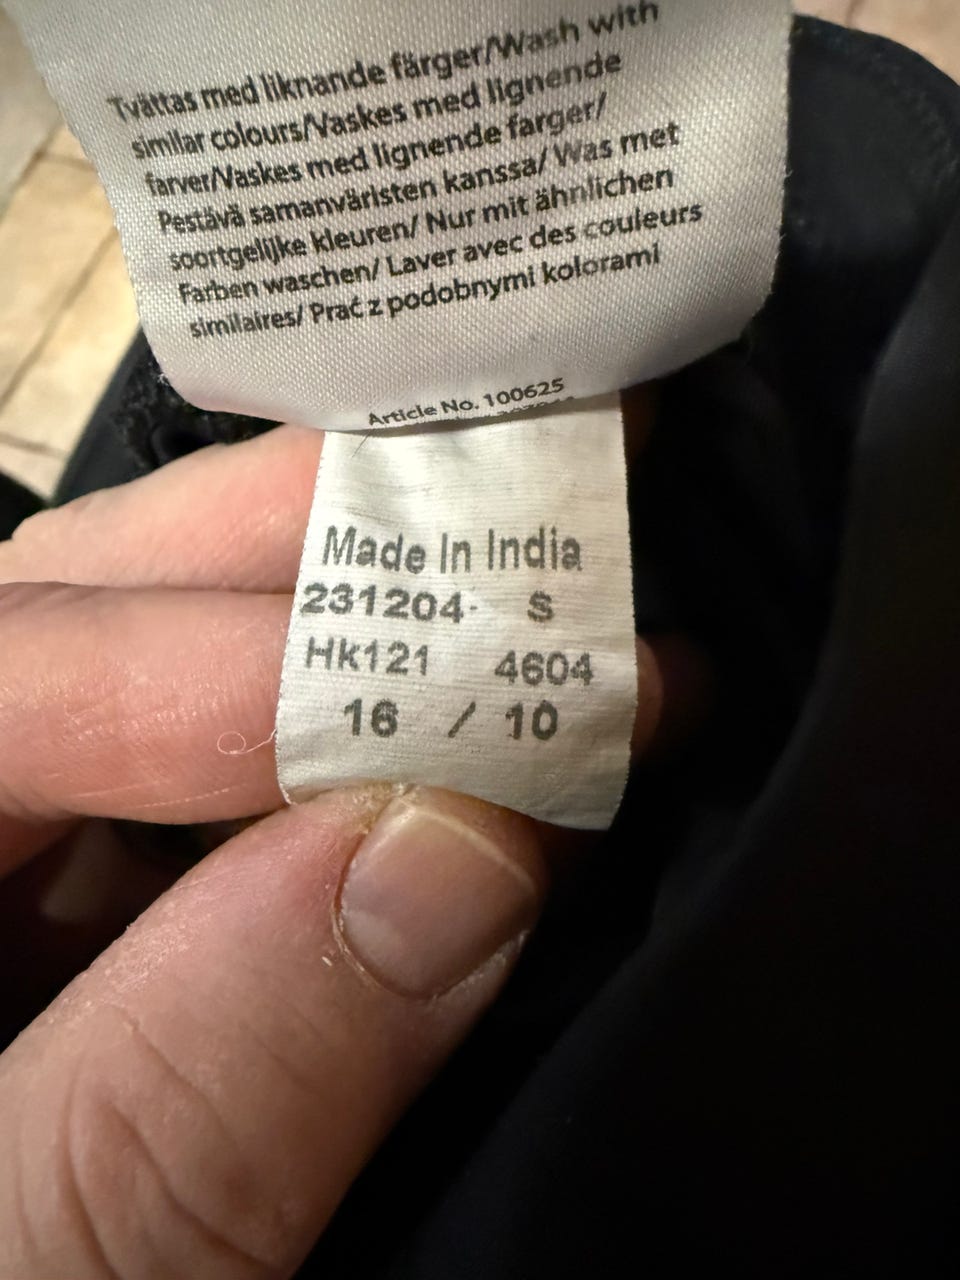 Tvättas med liknande färger/Wash with
similar colours/Vaskes med lignende
farver/Vaskes med lignende farger/
Pestävä samanväristen kanssa/ Was met
soortgelijke kleuren/ Nur mit ähnlichen
Farben waschen/ Laver avec des couleurs
similaires/ Prać z podobnymi kolorami
Article No. 100625
Made In India
231204 S
Hk121 4604
16 / 10